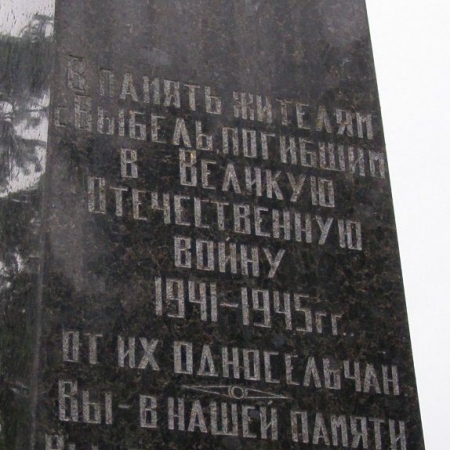 В ПАМЯТЬ ЖИТЕЛЯМ
с. ВЫБЕЛЬ, ПОГИБШИМ
В ВЕЛИКУЮ
ОТЕЧЕСТВЕННУЮ
ВОЙНУ
1941-1945гг.
ОТ ИХ ОДНОСЕЛЬЧАН
ВЫ - В НАШЕЙ ПАМЯТИ